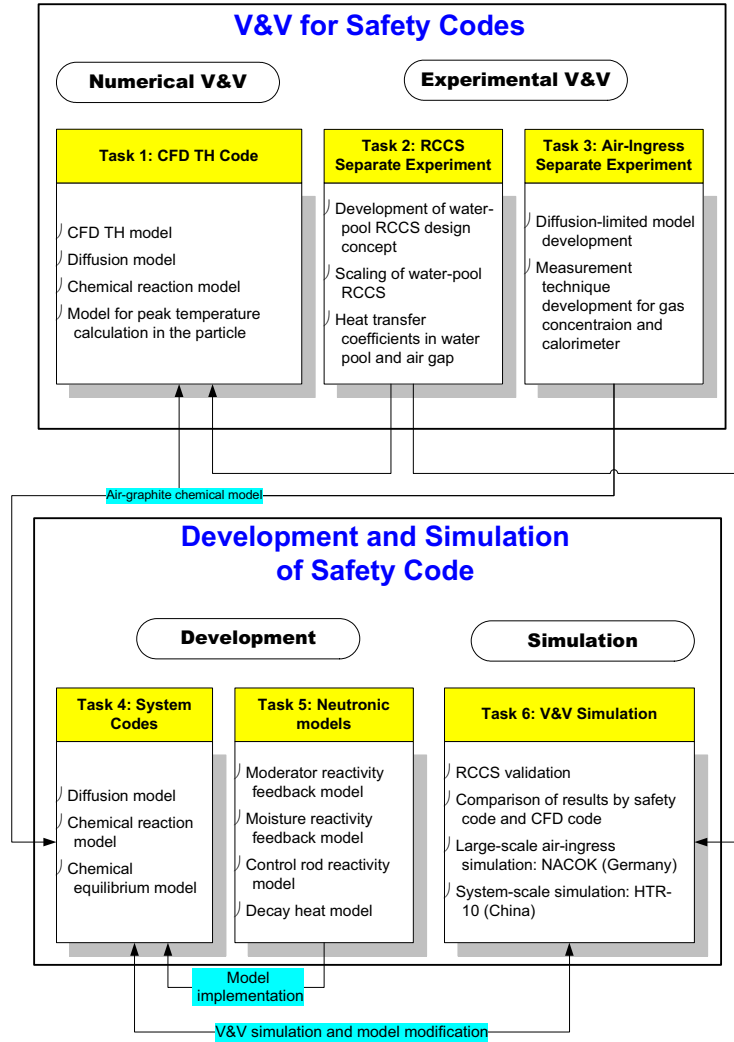 V&V for Safety Codes
Numerical V&V
Experimental V&V
Task 1: CFD TH Code
CFD TH model
Diffusion model
Chemical reaction model
Model for peak temperature
calculation in the particle
Task 2: RCCS
Separate Experiment
Development of water-
pool RCCS design
concept
Scaling of water-pool
RCCS
Heat transfer
coefficients in water
pool and air gap
Task 3: Air-Ingress
Separate Experiment
Diffusion-limited model
development
Measurement
technique
development for gas
concentraion and
calorimeter
Air-graphite chemical model
Development and Simulation
of Safety Code
Development
Simulation
Task 4: System
Codes
Diffusion model
Chemical reaction
model
Chemical
equilibrium model
Task 5: Neutronic
models
Moderator reactivity
feedback model
Moisture reactivity
feedback model
Control rod reactivity
model
Decay heat model
Task 6: V&V Simulation
RCCS validation
Comparison of results by safety
code and CFD code
Large-scale air-ingress
simulation: NACOK (Germany)
System-scale simulation: HTR-
10 (China)
Model
implementation
V&V simulation and model modification